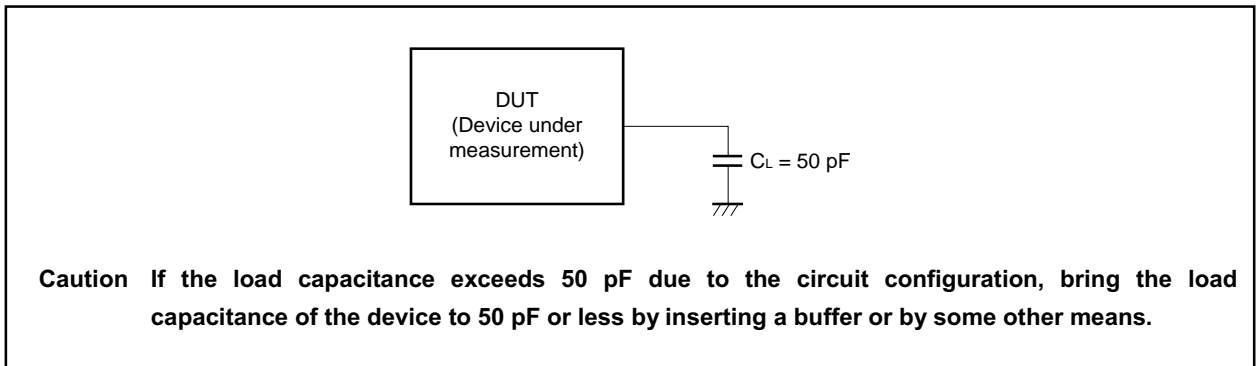 DUT
(Device under
measurement)
CL = 50 pF
Caution If the load capacitance exceeds 50 pF due to the circuit configuration, bring the load
capacitance of the device to 50 pF or less by inserting a buffer or by some other means.